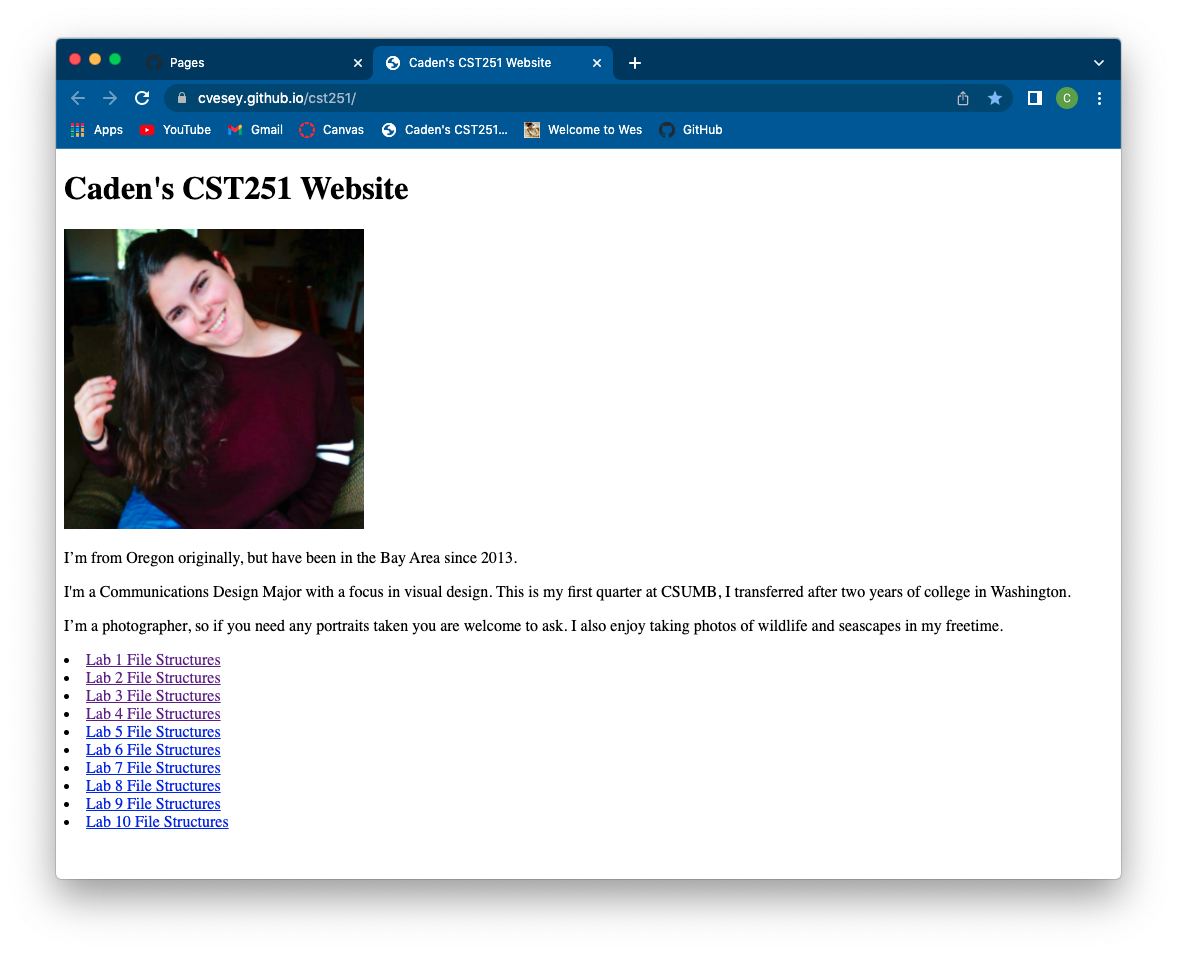 Pages
Caden's CST251 Website
cvesey.github.io/cst251/
C
Apps
YouTube
Gmail
Canvas
Caden's CST251...
Welcome to Wes
GitHub
Caden's CST251 Website
I’m from Oregon originally, but have been in the Bay Area since 2013.
I'm a Communications Design Major with a focus in visual design. This is my first quarter at CSUMB, I transferred after two years of college in Washington.
I’m a photographer, so if you need any portraits taken you are welcome to ask. I also enjoy taking photos of wildlife and seascapes in my freetime.
Lab 1 File Structures
Lab 2 File Structures
Lab 3 File Structures
Lab 4 File Structures
Lab 5 File Structures
Lab 6 File Structures
Lab 7 File Structures
Lab 8 File Structures
Lab 9 File Structures
Lab 10 File Structures